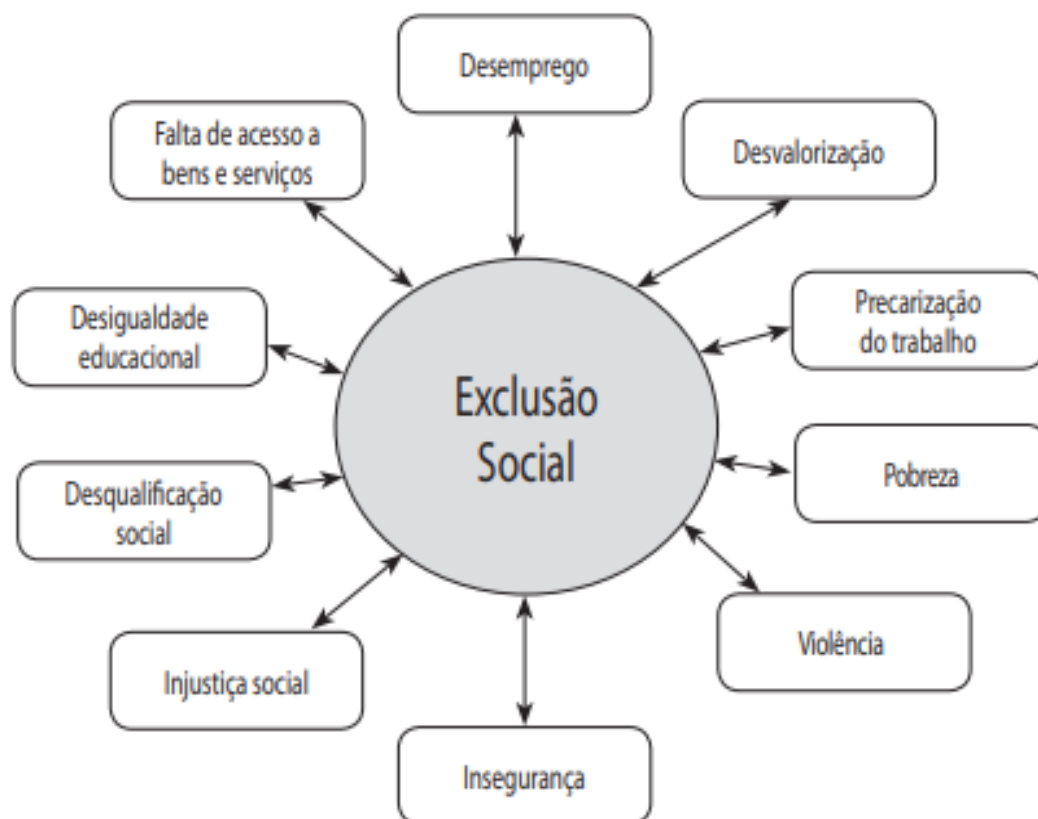 Desemprego
Falta de acesso a
bens e serviços
Desvalorização
Desigualdade
educacional
Precarização
do trabalho
Exclusão
Social
Desqualificação
social
Pobreza
Injustiça social
Violência
Insegurança